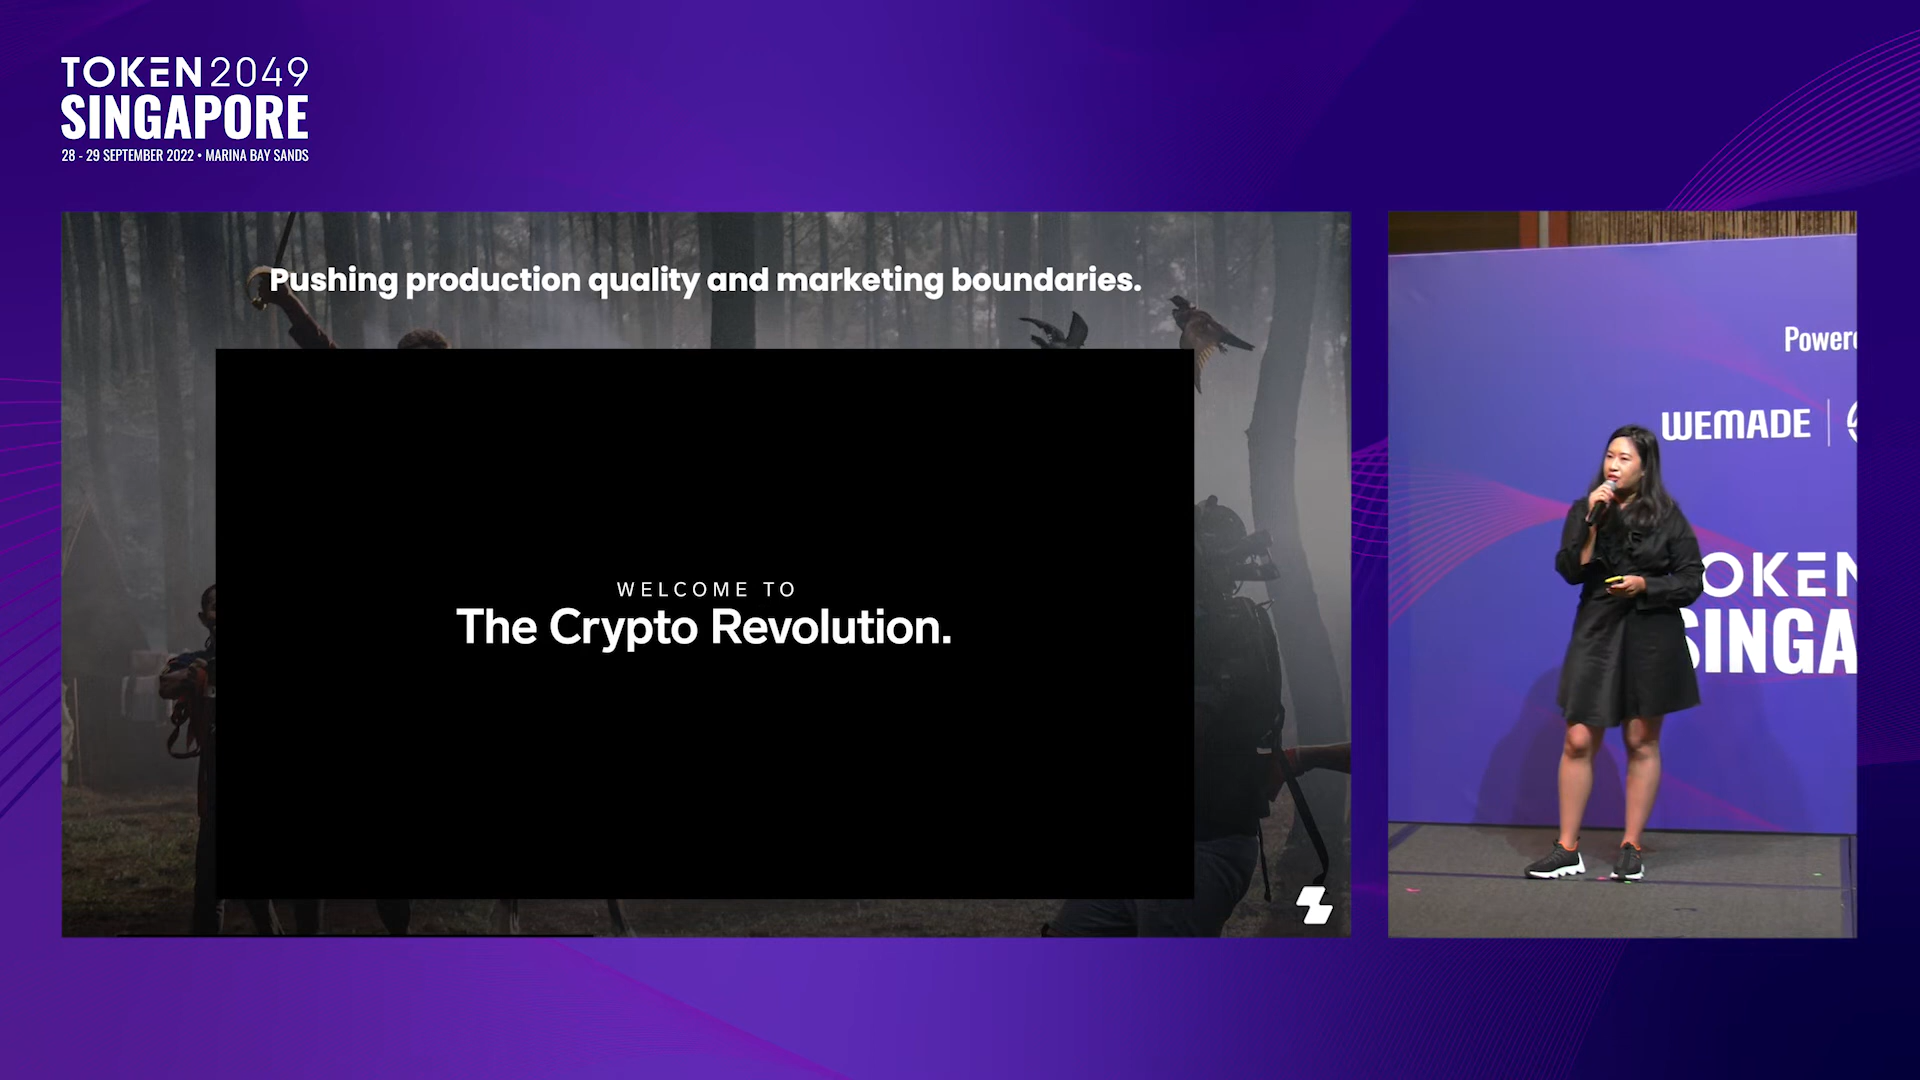 TOKEN2049
SINGAPORE
28 - 29 SEPTEMBER 2022 • MARINA BAY SANDS
Pushing production quality and marketing boundaries.
WELCOME TO
The Crypto Revolution.
Power
WEMADE
OKEN
SINGA